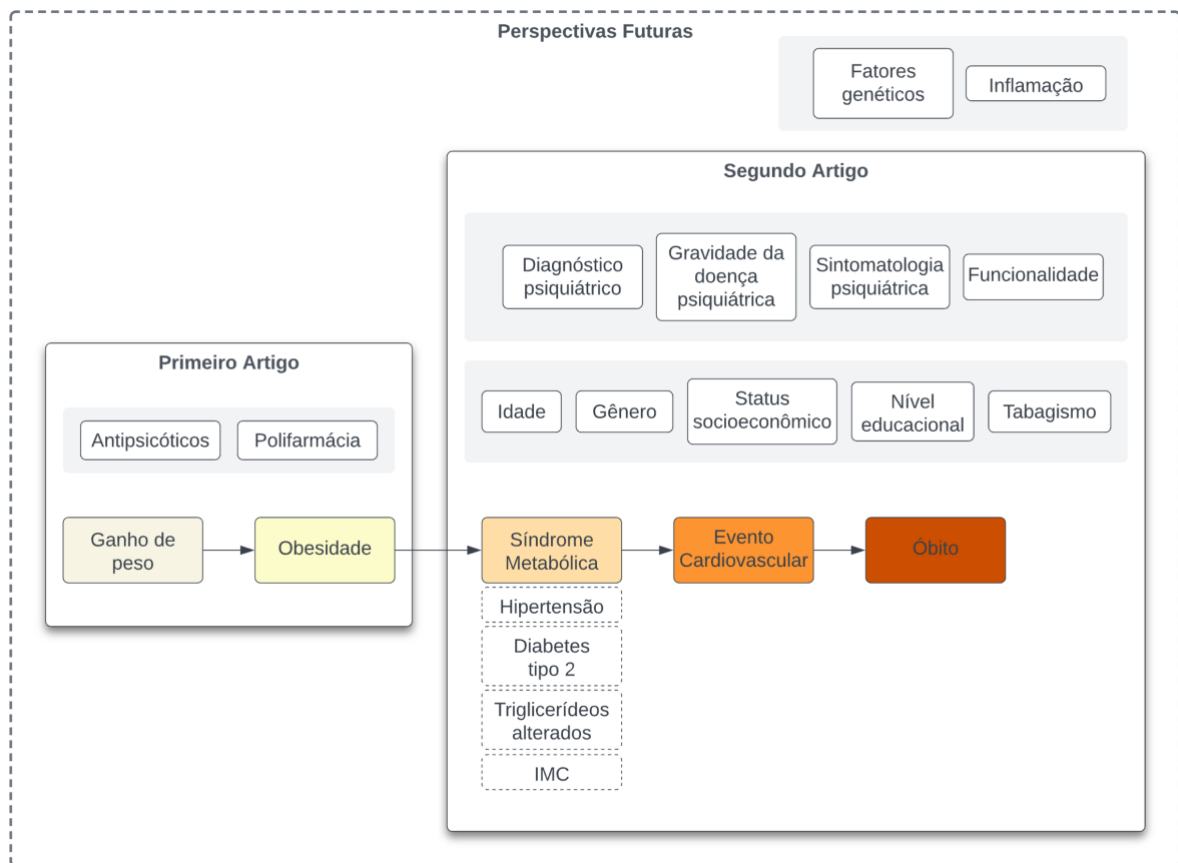 Perspectivas Futuras
Fatores
genéticos
Inflamação
Segundo Artigo
Diagnóstico
psiquiátrico
Gravidade da
doença
psiquiátrica
Sintomatologia
psiquiátrica
Funcionalidade
Primeiro Artigo
Idade
Gênero
Status
socioeconômico
Nível
educacional
Tabagismo
Antipsicóticos
Polifarmácia
Ganho de
peso
Obesidade
Síndrome
Metabólica
Evento
Cardiovascular
Óbito
Hipertensão
Diabetes
tipo 2
Triglicerídeos
alterados
IMC